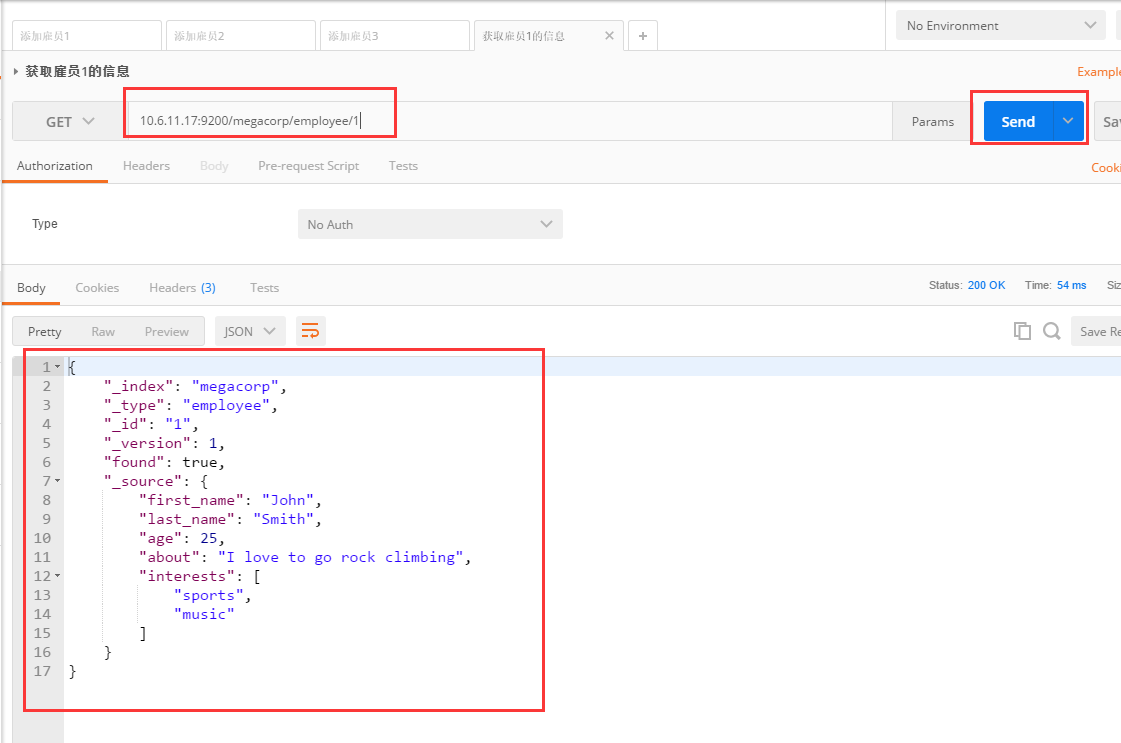 添加雇员1 添加雇员2 添加雇员3 获取雇员1的信息 × + No Environment
获取雇员1的信息 Example
GET 10.6.11.17:9200/megacorp/employee/1 Params Send
Authorization Headers Body Pre-request Script Tests
Type No Auth
Body Cookies Headers (3) Tests Status: 200 OK Time: 54 ms
Pretty Raw Preview JSON Save
1 {
2 "_index": "megacorp",
3 "_type": "employee",
4 "_id": "1",
5 "_version": 1,
6 "found": true,
7 "_source": {
8 "first_name": "John",
9 "last_name": "Smith",
10 "age": 25,
11 "about": "I love to go rock climbing",
12 "interests": [
13 "sports",
14 "music"
15 ]
16 }
17 }